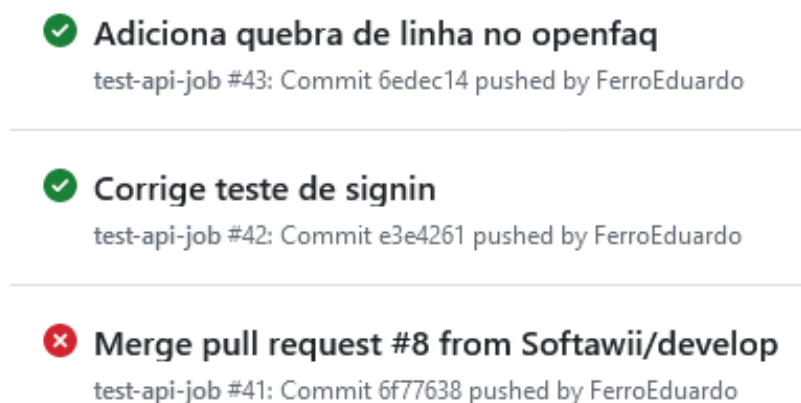 Adiciona quebra de linha no openfaq
test-api-job #43: Commit 6edec14 pushed by FerroEduardo
Corrige teste de signin
test-api-job #42: Commit e3e4261 pushed by FerroEduardo
Merge pull request #8 from Softawii/develop
test-api-job #41: Commit 6f77638 pushed by FerroEduardo